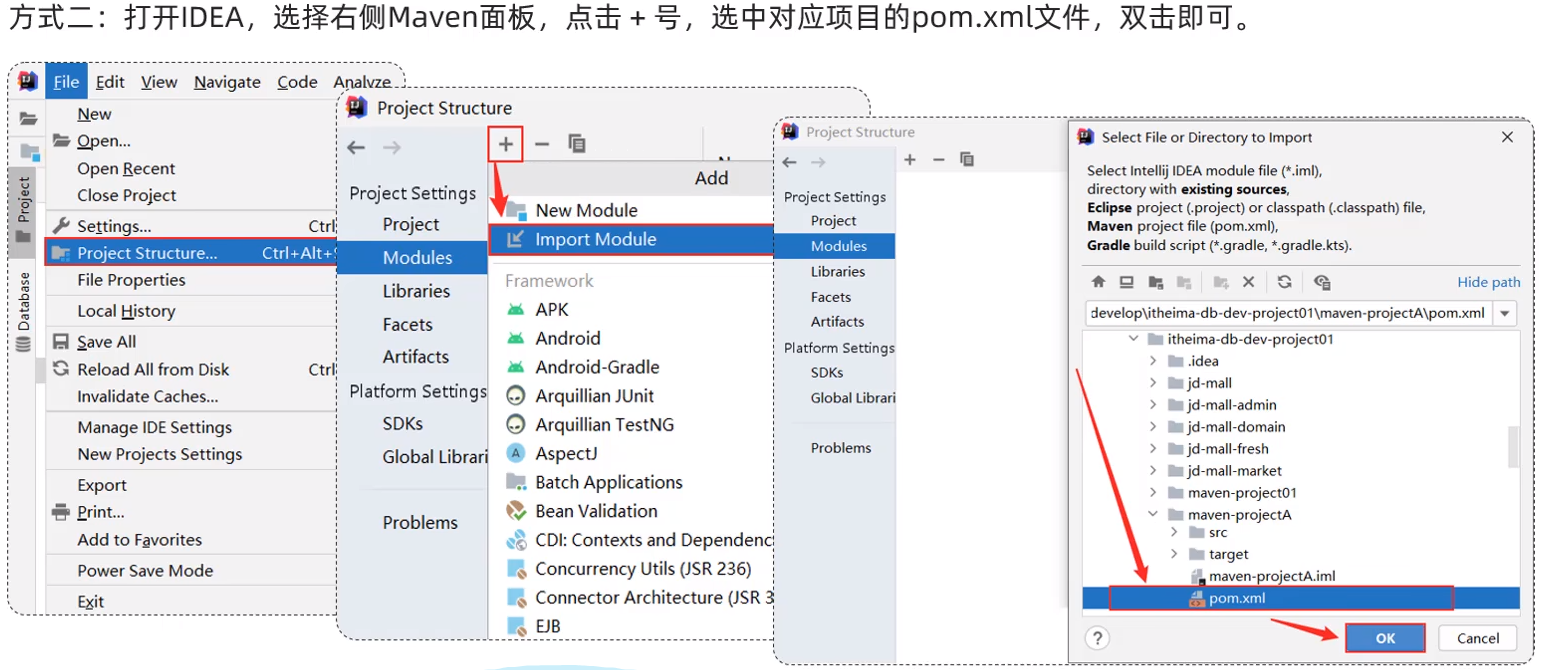 方式二：打开IDEA，选择右侧Maven面板，点击 + 号，选中对应项目的pom.xml文件，双击即可。
File Edit View Navigate Code Analyze
New
Open...
Open Recent
Close Project
Settings... Ctrl
Project Structure... Ctrl+Alt+S
File Properties
Local History
Save All
Reload All from Disk Ctrl
Invalidate Caches...
Manage IDE Settings
New Projects Settings
Export
Print...
Add to Favorites
Power Save Mode
Exit
Project
Database
Project Structure
Project Settings
Project
Modules
Libraries
Facets
Artifacts
Platform Settings
SDKs
Global Librari
Problems
Add
New Module
Import Module
Framework
APK
Android
Android-Gradle
Arquillian JUnit
Arquillian TestNG
AspectJ
Batch Applications
Bean Validation
CDI: Contexts and Dependenc
Concurrency Utils (JSR 236)
Connector Architecture (JSR 3
EJB
Project Structure
Project Settings
Project
Modules
Libraries
Facets
Artifacts
Platform Settings
SDKs
Global Librari
Problems
Select File or Directory to Import
Select Intellij IDEA module file (*.iml),
directory with existing sources,
Eclipse project (.project) or classpath (.classpath) file,
Maven project file (pom.xml),
Gradle build script (*.gradle, *.gradle.kts).
Hide path
develop\itheima-db-dev-project01\maven-projectA\pom.xml
itheima-db-dev-project01
.idea
jd-mall
jd-mall-admin
jd-mall-domain
jd-mall-fresh
jd-mall-market
maven-project01
maven-projectA
src
target
maven-projectA.iml
pom.xml
?
OK
Cancel